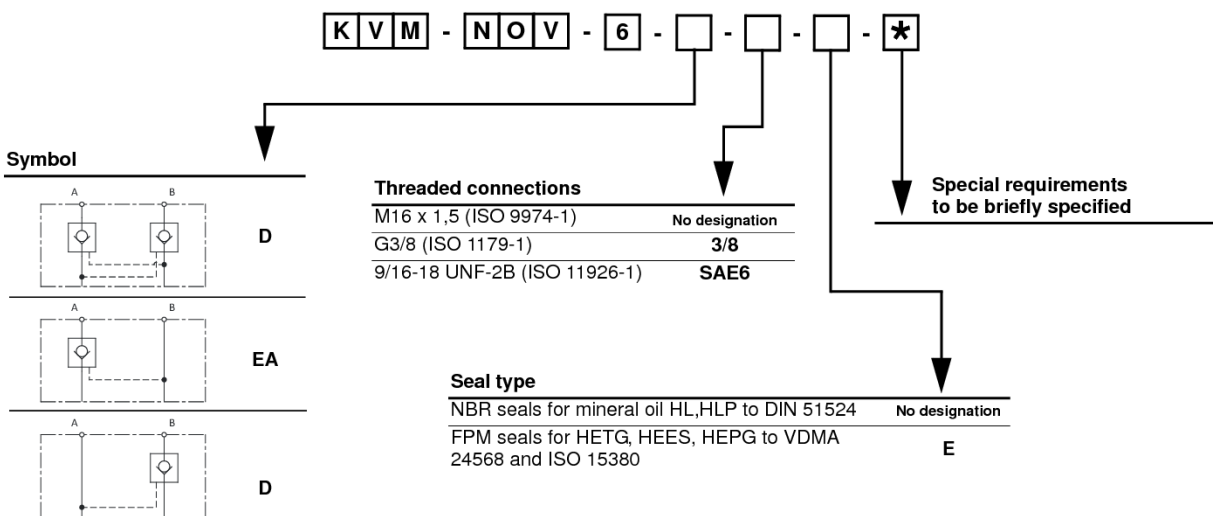 K V M - N O V - 6 - - - - *
Symbol
A B
D
A B
EA
A B
D
Threaded connections
M16 x 1,5 (ISO 9974-1) No designation
G3/8 (ISO 1179-1) 3/8
9/16-18 UNF-2B (ISO 11926-1) SAE6
Special requirements
to be briefly specified
Seal type
NBR seals for mineral oil HL,HLP to DIN 51524 No designation
FPM seals for HETG, HEES, HEPG to VDMA
24568 and ISO 15380 E